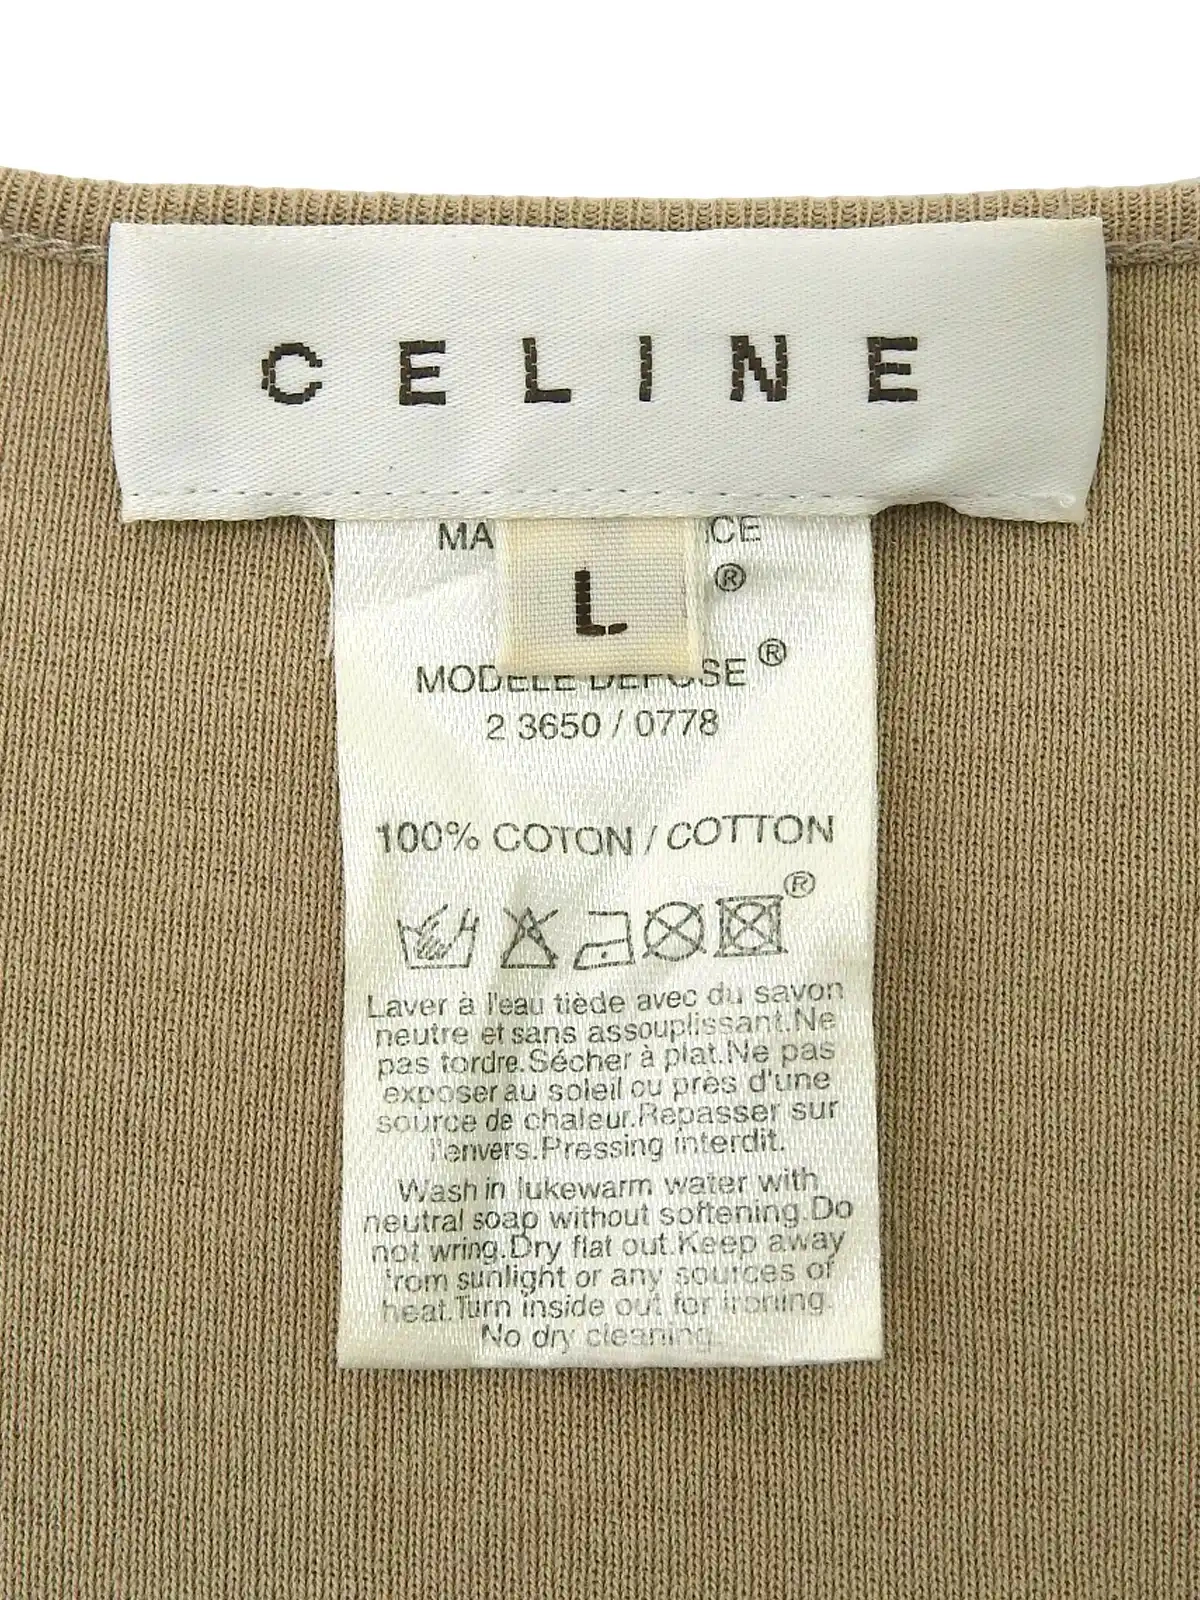 CELINE
L
MODELE DEPOSE ®
2 3650 / 0778
100% COTON / COTTON
®
Laver à l'eau tiède avec du savon
neutre et sans assouplissant.Ne
pas tordre.Sécher à plat.Ne pas
exposer au soleil ou près d'une
source de chaleur.Repasser sur
l'envers.Pressing interdit.
Wash in lukewarm water with
neutral soap without softening.Do
not wring.Dry flat out.Keep away
from sunlight or any sources of
heat.Turn inside out for ironing.
No dry cleaning.